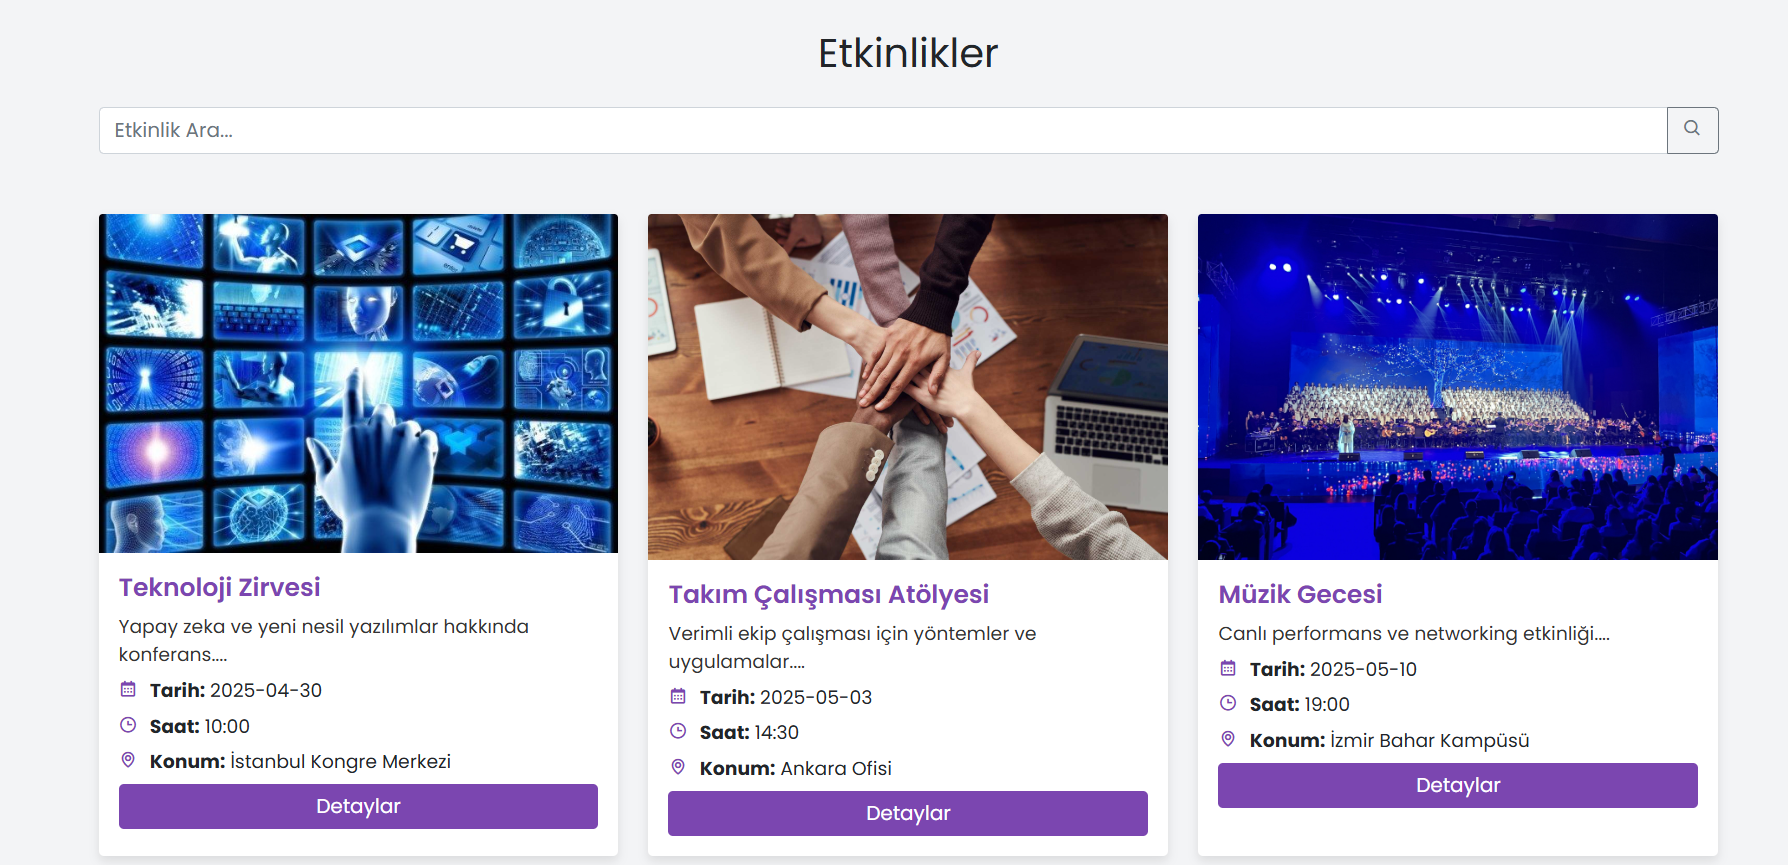 Etkinlikler
Etkinlik Ara...
Teknoloji Zirvesi
Yapay zeka ve yeni nesil yazılımlar hakkında
konferans....
Tarih: 2025-04-30
Saat: 10:00
Konum: İstanbul Kongre Merkezi
Detaylar
Takım Çalışması Atölyesi
Verimli ekip çalışması için yöntemler ve
uygulamalar....
Tarih: 2025-05-03
Saat: 14:30
Konum: Ankara Ofisi
Detaylar
Müzik Gecesi
Canlı performans ve networking etkinliği....
Tarih: 2025-05-10
Saat: 19:00
Konum: İzmir Bahar Kampüsü
Detaylar